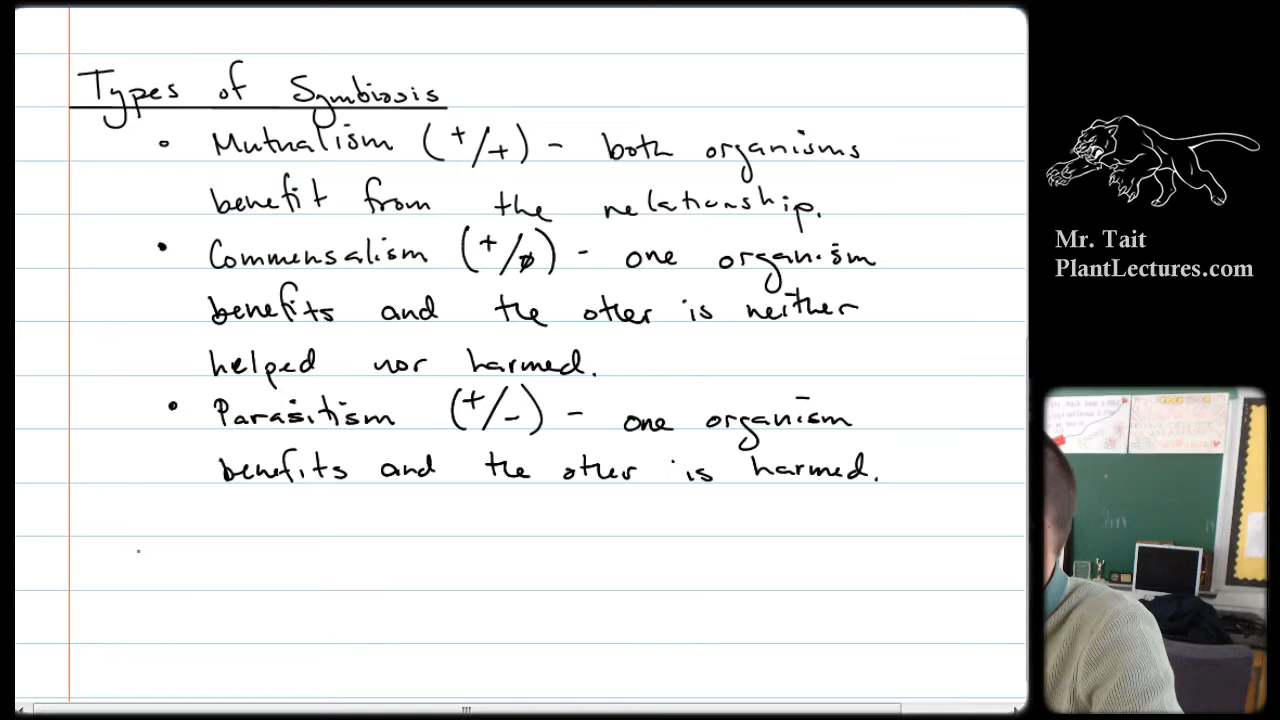 Types of Symbiosis
• Mutualism (+/+) - both organisms
benefit from the relationship.
• Commensalism (+/ø) - one organism
benefits and the other is neither
helped nor harmed.
• Parasitism (+/-) - one organism
benefits and the other is harmed.
Mr. Tait
PlantLectures.com